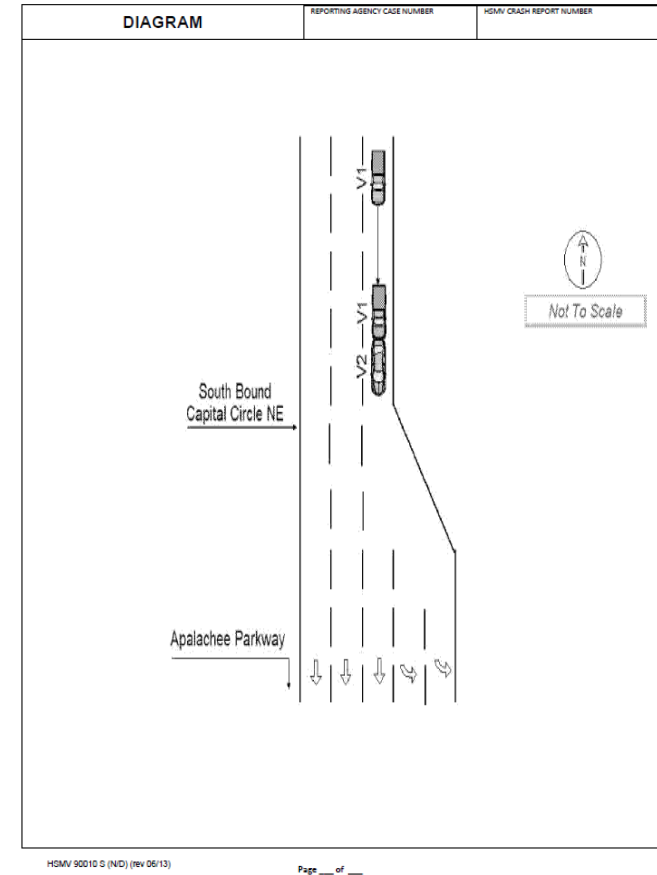 DIAGRAM
REPORTING AGENCY CASE NUMBER
HSMV CRASH REPORT NUMBER
V1
N
Not To Scale
V1
V2
South Bound
Capital Circle NE
Apalachee Parkway
HSMV 90010 S (N/D) (rev 06/13)
Page ___ of ___